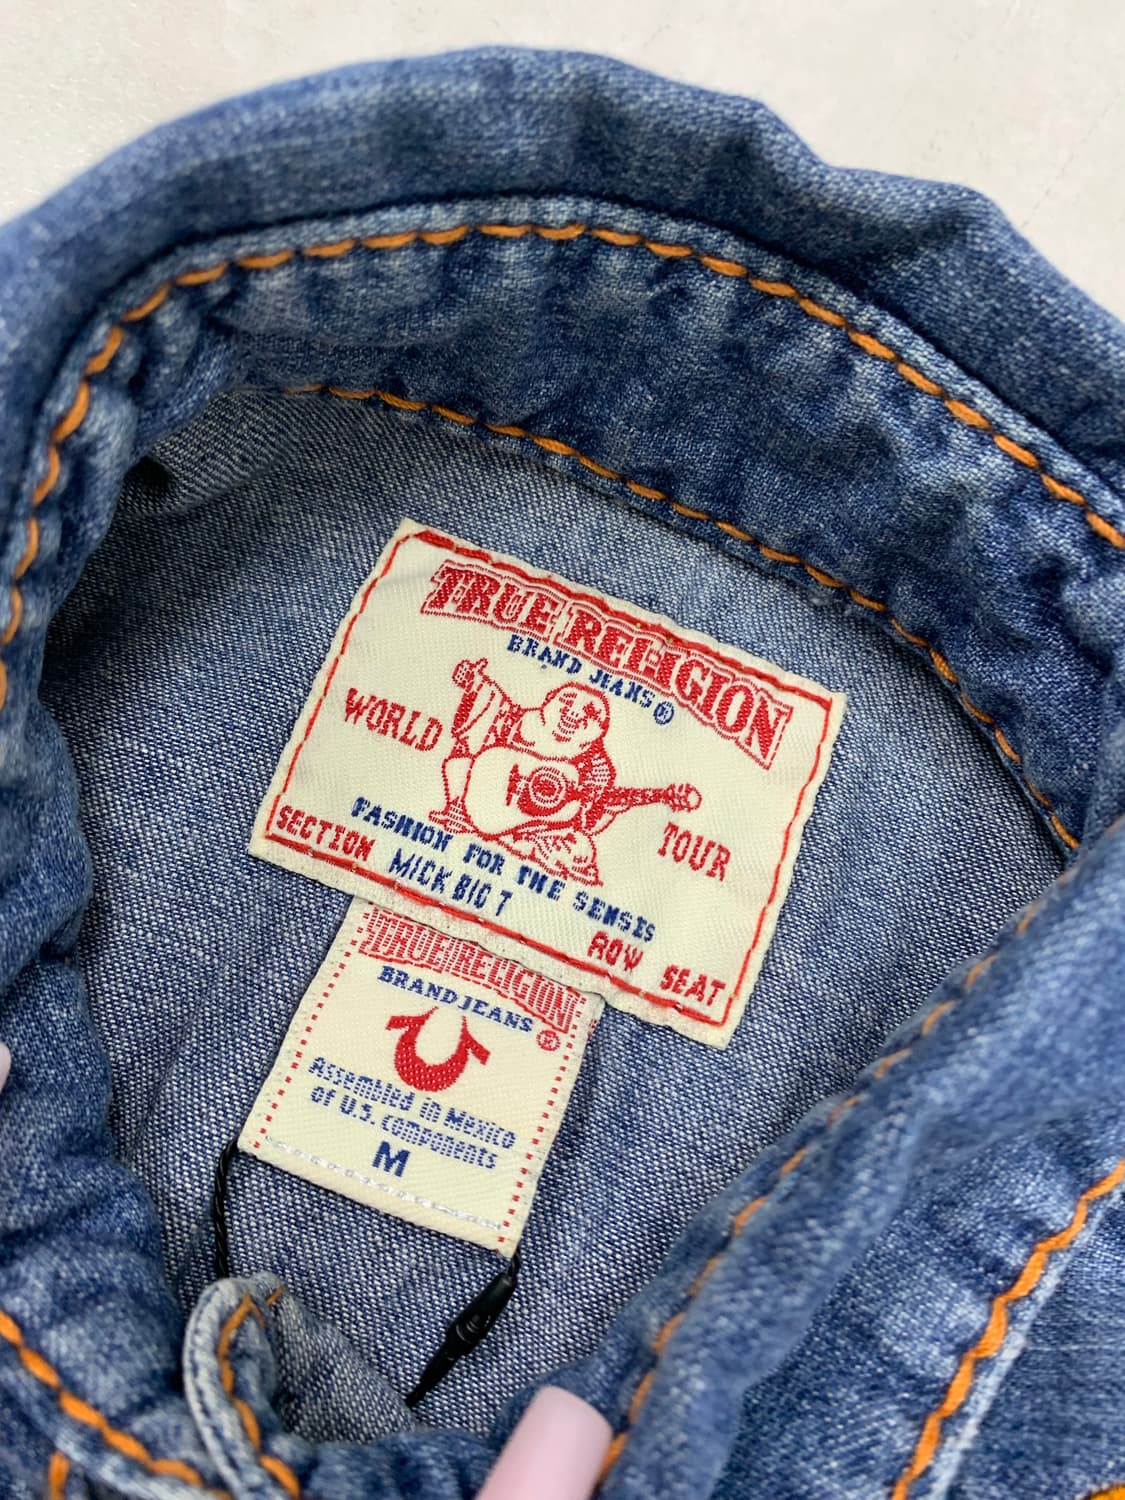 TRUE RELIGION
BRAND JEANS®
WORLD TOUR
FASHION FOR THE SENSES
SECTION MICK BIG T ROW SEAT
TRUE RELIGION
BRAND JEANS®
Assembled in Mexico
of U.S. components
M